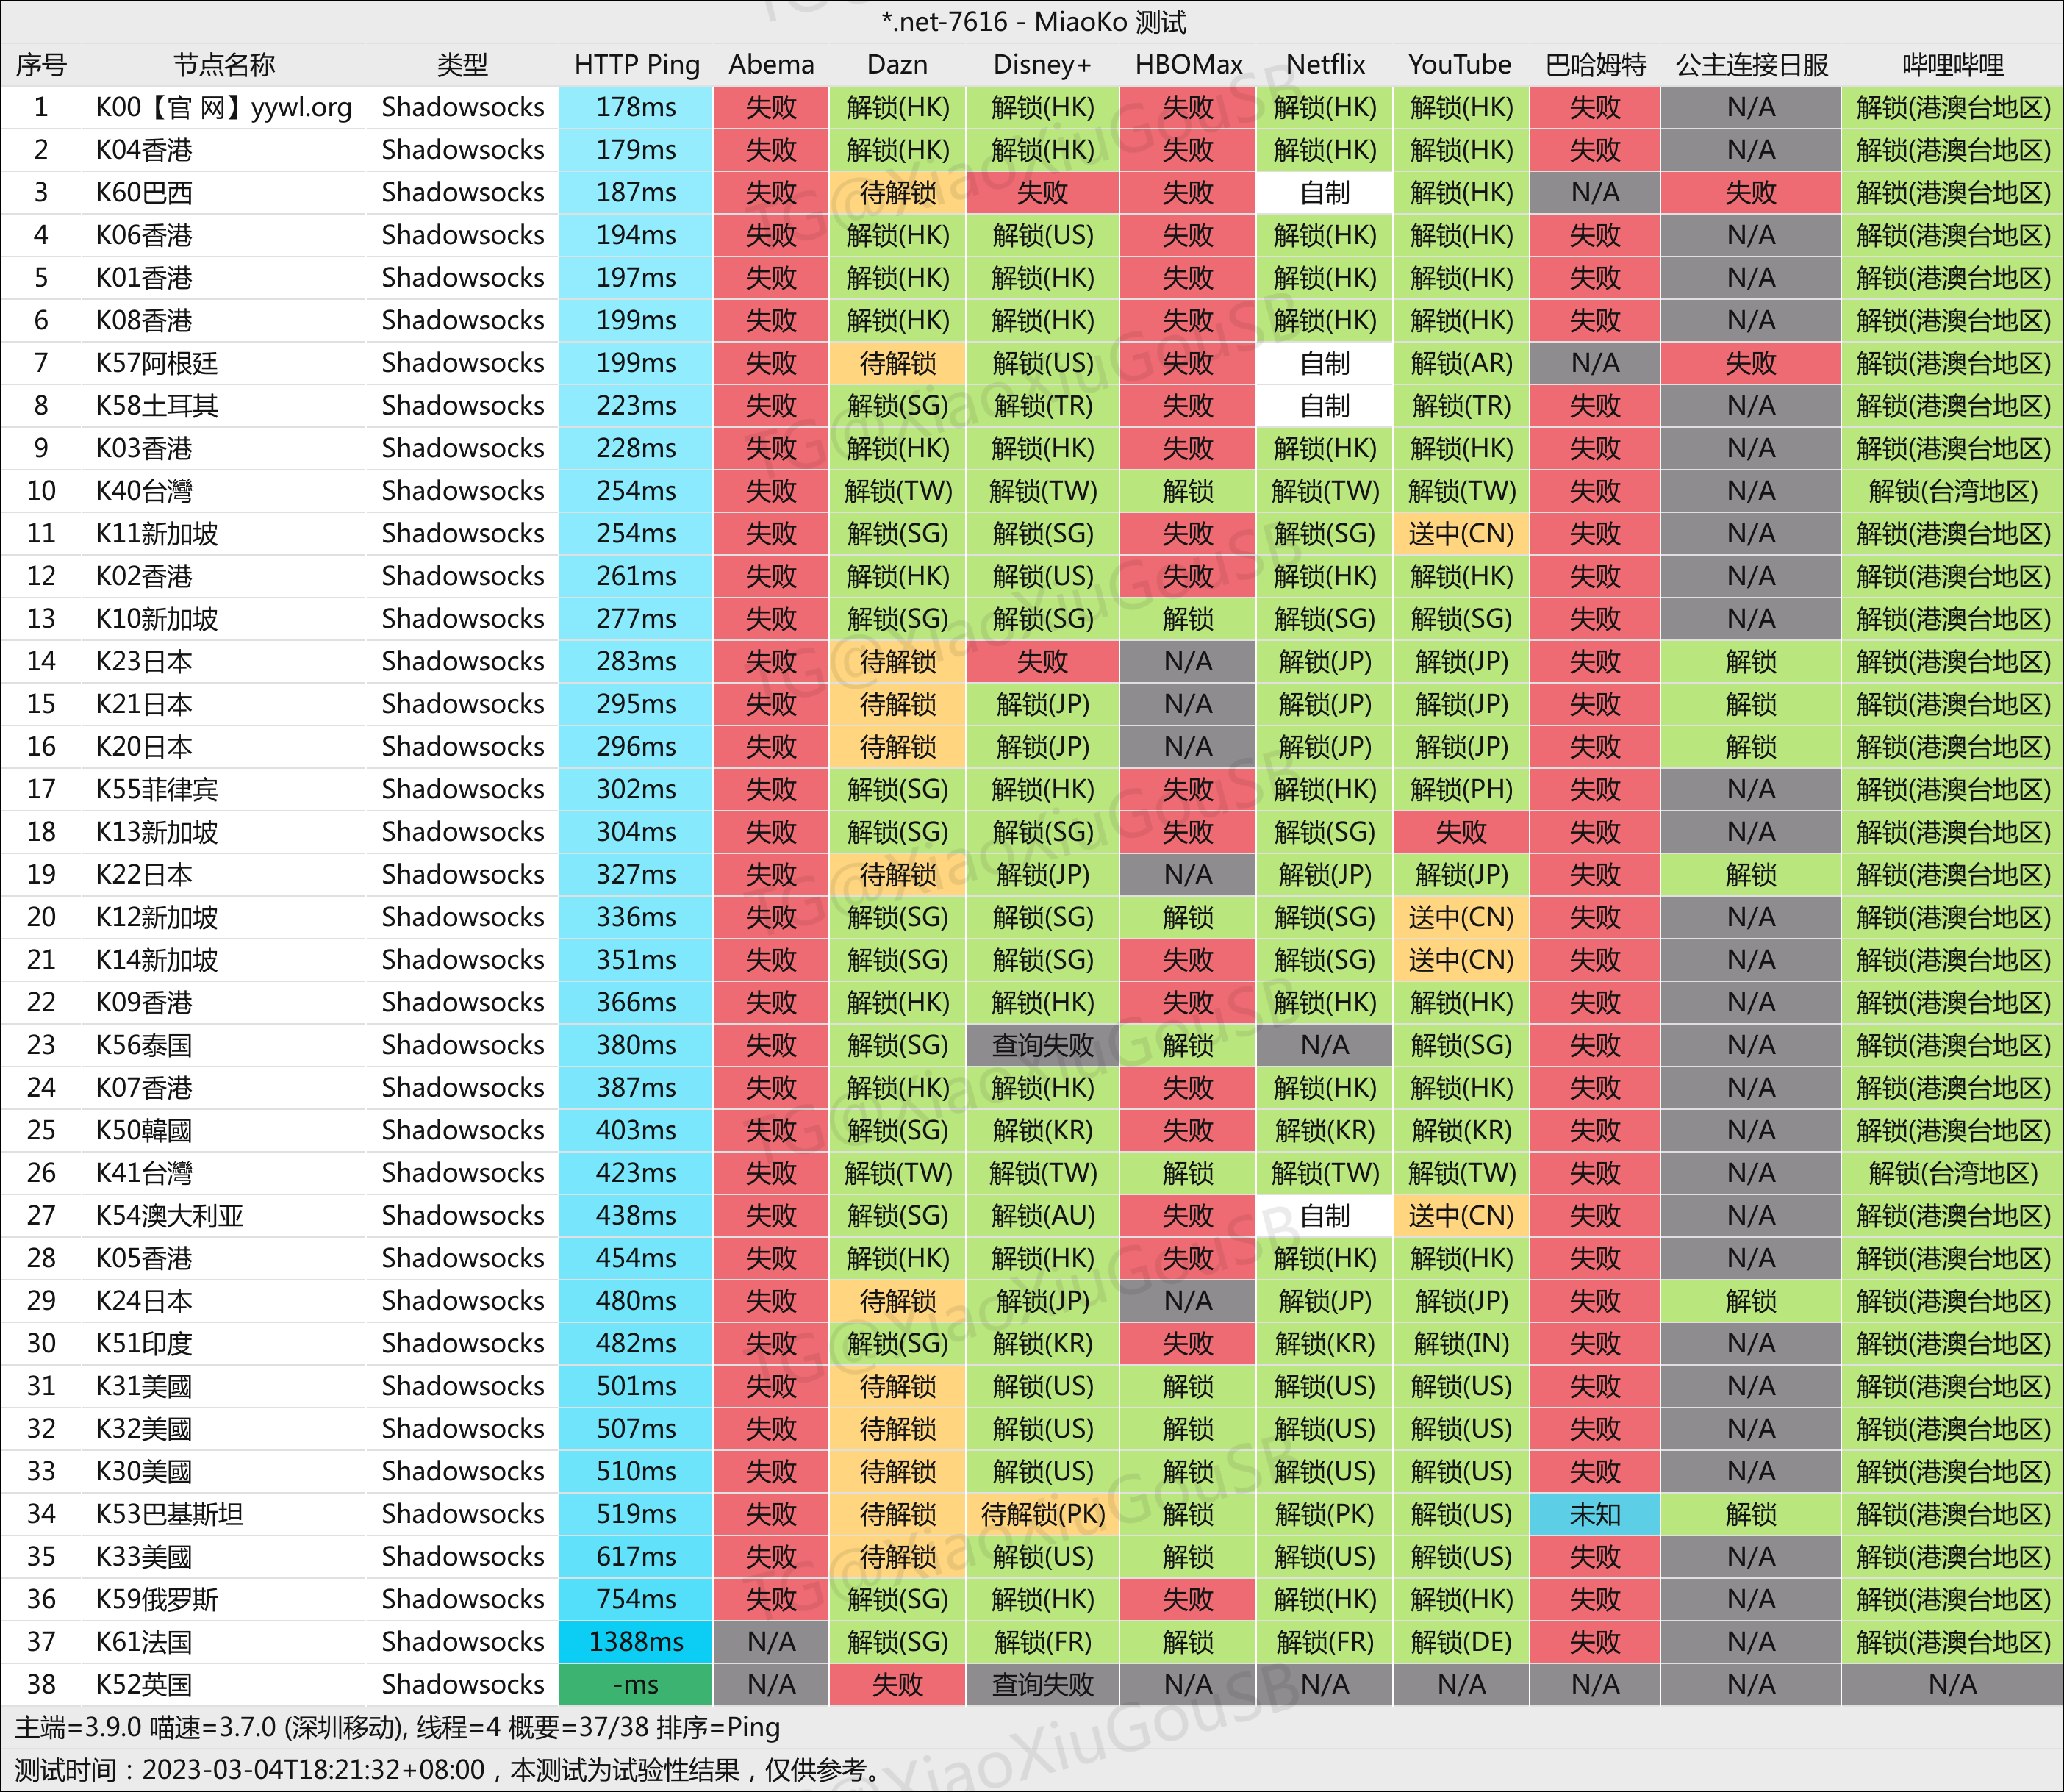 *.net-7616 - MiaoKo 测试
序号 节点名称 类型 HTTP Ping Abema Dazn Disney+ HBOMax Netflix YouTube 巴哈姆特 公主连接日服 哔哩哔哩
1 K00【官 网】yywl.org Shadowsocks 178ms 失败 解锁(HK) 解锁(HK) 失败 解锁(HK) 解锁(HK) 失败 N/A 解锁(港澳台地区)
2 K04香港 Shadowsocks 179ms 失败 解锁(HK) 解锁(HK) 失败 解锁(HK) 解锁(HK) 失败 N/A 解锁(港澳台地区)
3 K60巴西 Shadowsocks 187ms 失败 待解锁 失败 失败 自制 解锁(HK) N/A 失败 解锁(港澳台地区)
4 K06香港 Shadowsocks 194ms 失败 解锁(HK) 解锁(US) 失败 解锁(HK) 解锁(HK) 失败 N/A 解锁(港澳台地区)
5 K01香港 Shadowsocks 197ms 失败 解锁(HK) 解锁(HK) 失败 解锁(HK) 解锁(HK) 失败 N/A 解锁(港澳台地区)
6 K08香港 Shadowsocks 199ms 失败 解锁(HK) 解锁(HK) 失败 解锁(HK) 解锁(HK) 失败 N/A 解锁(港澳台地区)
7 K57阿根廷 Shadowsocks 199ms 失败 待解锁 解锁(US) 失败 自制 解锁(AR) N/A 失败 解锁(港澳台地区)
8 K58土耳其 Shadowsocks 223ms 失败 解锁(SG) 解锁(TR) 失败 自制 解锁(TR) 失败 N/A 解锁(港澳台地区)
9 K03香港 Shadowsocks 228ms 失败 解锁(HK) 解锁(HK) 失败 解锁(HK) 解锁(HK) 失败 N/A 解锁(港澳台地区)
10 K40台灣 Shadowsocks 254ms 失败 解锁(TW) 解锁(TW) 解锁 解锁(TW) 解锁(TW) 失败 N/A 解锁(台湾地区)
11 K11新加坡 Shadowsocks 254ms 失败 解锁(SG) 解锁(SG) 失败 解锁(SG) 送中(CN) 失败 N/A 解锁(港澳台地区)
12 K02香港 Shadowsocks 261ms 失败 解锁(HK) 解锁(US) 失败 解锁(HK) 解锁(HK) 失败 N/A 解锁(港澳台地区)
13 K10新加坡 Shadowsocks 277ms 失败 解锁(SG) 解锁(SG) 解锁 解锁(SG) 解锁(SG) 失败 N/A 解锁(港澳台地区)
14 K23日本 Shadowsocks 283ms 失败 待解锁 失败 N/A 解锁(JP) 解锁(JP) 失败 解锁 解锁(港澳台地区)
15 K21日本 Shadowsocks 295ms 失败 待解锁 解锁(JP) N/A 解锁(JP) 解锁(JP) 失败 解锁 解锁(港澳台地区)
16 K20日本 Shadowsocks 296ms 失败 待解锁 解锁(JP) N/A 解锁(JP) 解锁(JP) 失败 解锁 解锁(港澳台地区)
17 K55菲律宾 Shadowsocks 302ms 失败 解锁(SG) 解锁(HK) 失败 解锁(HK) 解锁(PH) 失败 N/A 解锁(港澳台地区)
18 K13新加坡 Shadowsocks 304ms 失败 解锁(SG) 解锁(SG) 失败 解锁(SG) 失败 失败 N/A 解锁(港澳台地区)
19 K22日本 Shadowsocks 327ms 失败 待解锁 解锁(JP) N/A 解锁(JP) 解锁(JP) 失败 解锁 解锁(港澳台地区)
20 K12新加坡 Shadowsocks 336ms 失败 解锁(SG) 解锁(SG) 解锁 解锁(SG) 送中(CN) 失败 N/A 解锁(港澳台地区)
21 K14新加坡 Shadowsocks 351ms 失败 解锁(SG) 解锁(SG) 失败 解锁(SG) 送中(CN) 失败 N/A 解锁(港澳台地区)
22 K09香港 Shadowsocks 366ms 失败 解锁(HK) 解锁(HK) 失败 解锁(HK) 解锁(HK) 失败 N/A 解锁(港澳台地区)
23 K56泰国 Shadowsocks 380ms 失败 解锁(SG) 查询失败 解锁 N/A 解锁(SG) 失败 N/A 解锁(港澳台地区)
24 K07香港 Shadowsocks 387ms 失败 解锁(HK) 解锁(HK) 失败 解锁(HK) 解锁(HK) 失败 N/A 解锁(港澳台地区)
25 K50韓國 Shadowsocks 403ms 失败 解锁(SG) 解锁(KR) 失败 解锁(KR) 解锁(KR) 失败 N/A 解锁(港澳台地区)
26 K41台灣 Shadowsocks 423ms 失败 解锁(TW) 解锁(TW) 解锁 解锁(TW) 解锁(TW) 失败 N/A 解锁(台湾地区)
27 K54澳大利亚 Shadowsocks 438ms 失败 解锁(SG) 解锁(AU) 失败 自制 送中(CN) 失败 N/A 解锁(港澳台地区)
28 K05香港 Shadowsocks 454ms 失败 解锁(HK) 解锁(HK) 失败 解锁(HK) 解锁(HK) 失败 N/A 解锁(港澳台地区)
29 K24日本 Shadowsocks 480ms 失败 待解锁 解锁(JP) N/A 解锁(JP) 解锁(JP) 失败 解锁 解锁(港澳台地区)
30 K51印度 Shadowsocks 482ms 失败 解锁(SG) 解锁(KR) 失败 解锁(KR) 解锁(IN) 失败 N/A 解锁(港澳台地区)
31 K31美國 Shadowsocks 501ms 失败 待解锁 解锁(US) 解锁 解锁(US) 解锁(US) 失败 N/A 解锁(港澳台地区)
32 K32美國 Shadowsocks 507ms 失败 待解锁 解锁(US) 解锁 解锁(US) 解锁(US) 失败 N/A 解锁(港澳台地区)
33 K30美國 Shadowsocks 510ms 失败 待解锁 解锁(US) 解锁 解锁(US) 解锁(US) 失败 N/A 解锁(港澳台地区)
34 K53巴基斯坦 Shadowsocks 519ms 失败 待解锁 待解锁(PK) 解锁 解锁(PK) 解锁(US) 未知 解锁 解锁(港澳台地区)
35 K33美國 Shadowsocks 617ms 失败 待解锁 解锁(US) 解锁 解锁(US) 解锁(US) 失败 N/A 解锁(港澳台地区)
36 K59俄罗斯 Shadowsocks 754ms 失败 解锁(SG) 解锁(HK) 失败 解锁(HK) 解锁(HK) 失败 N/A 解锁(港澳台地区)
37 K61法国 Shadowsocks 1388ms N/A 解锁(SG) 解锁(FR) 解锁 解锁(FR) 解锁(DE) 失败 N/A 解锁(港澳台地区)
38 K52英国 Shadowsocks -ms N/A 失败 查询失败 N/A N/A N/A N/A N/A N/A
主端=3.9.0 喵速=3.7.0 (深圳移动), 线程=4 概要=37/38 排序=Ping
测试时间：2023-03-04T18:21:32+08:00，本测试为试验性结果，仅供参考。
TG@XiaoXiuGouSB